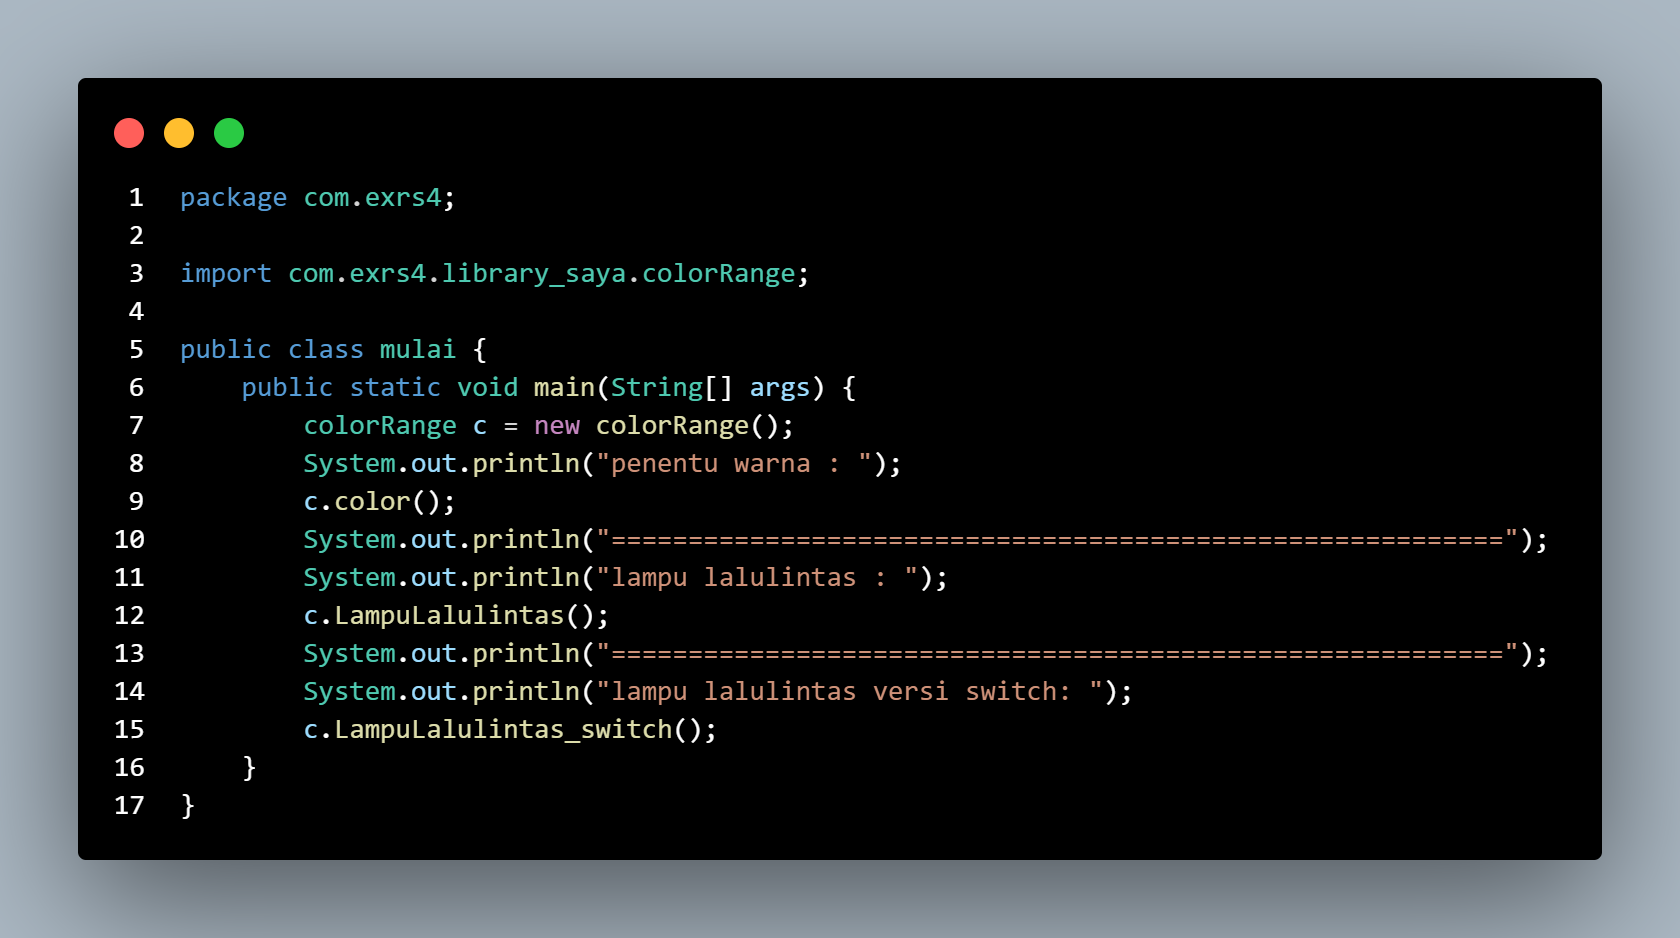 1 package com.exrs4;
2
3 import com.exrs4.library_saya.colorRange;
4
5 public class mulai {
6     public static void main(String[] args) {
7         colorRange c = new colorRange();
8         System.out.println("penentu warna : ");
9         c.color();
10         System.out.println("==========================================================");
11         System.out.println("lampu lalulintas : ");
12         c.LampuLalulintas();
13         System.out.println("==========================================================");
14         System.out.println("lampu lalulintas versi switch: ");
15         c.LampuLalulintas_switch();
16     }
17 }